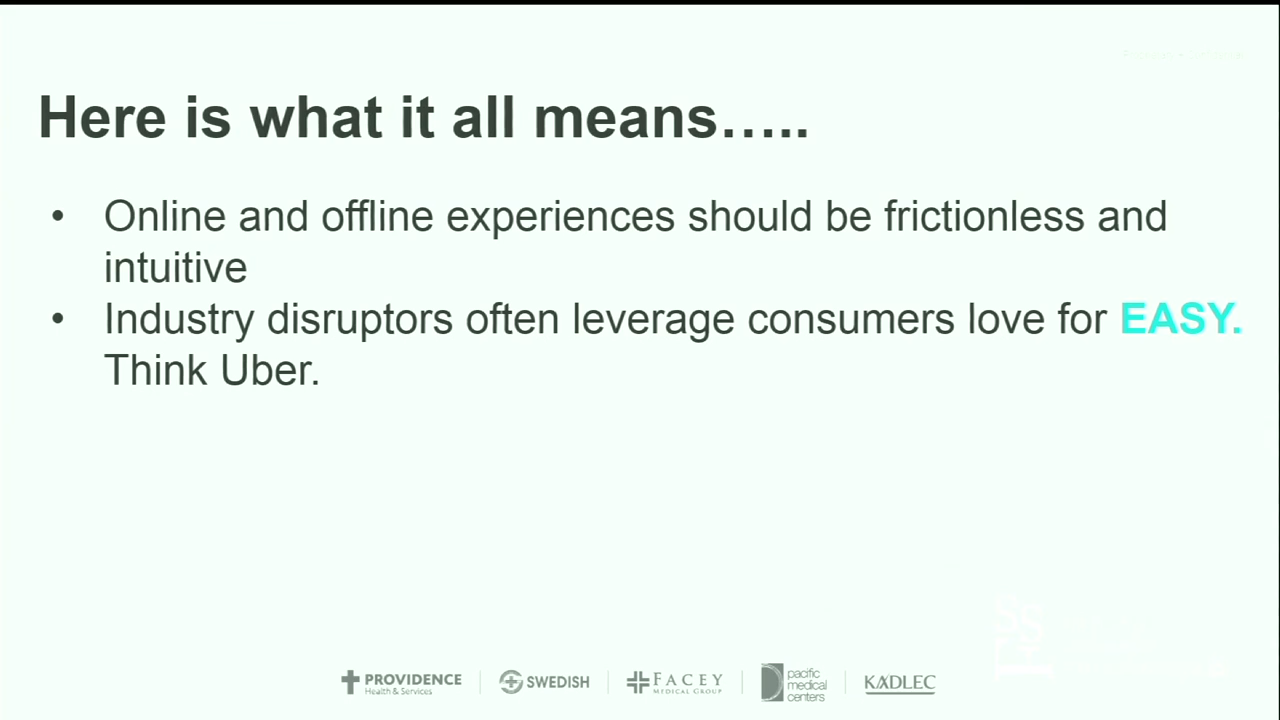 Here is what it all means…..
• Online and offline experiences should be frictionless and
intuitive
• Industry disruptors often leverage consumers love for EASY.
Think Uber.
PROVIDENCE
Health & Services
SWEDISH
FACEY
MEDICAL GROUP
pacific
medical
centers
KADLEC